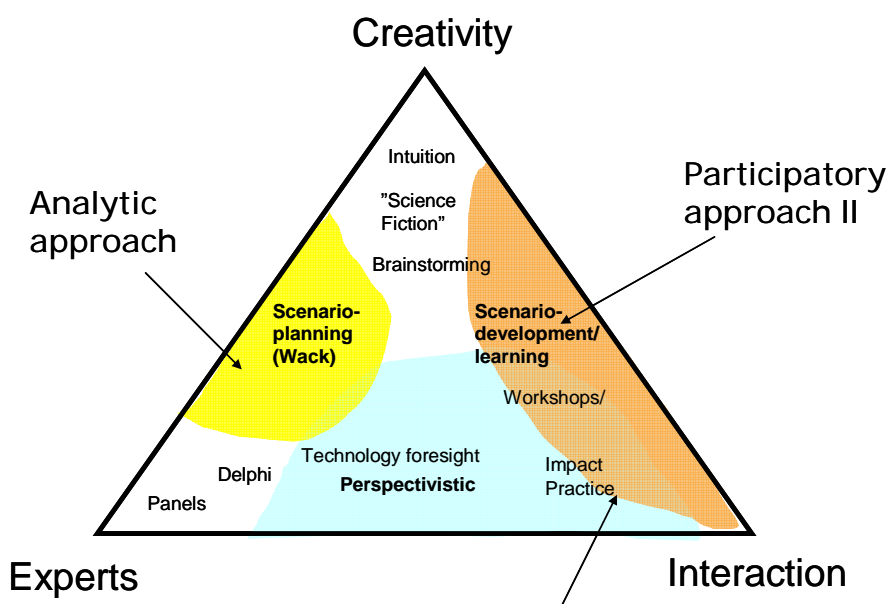 Creativity
Intuition
”Science
Fiction”
Brainstorming
Analytic
approach
Participatory
approach II
Scenario-
planning
(Wack)
Scenario-
development/
learning
Workshops/
Technology foresight
Perspectivistic
Impact
Practice
Delphi
Panels
Experts
Interaction